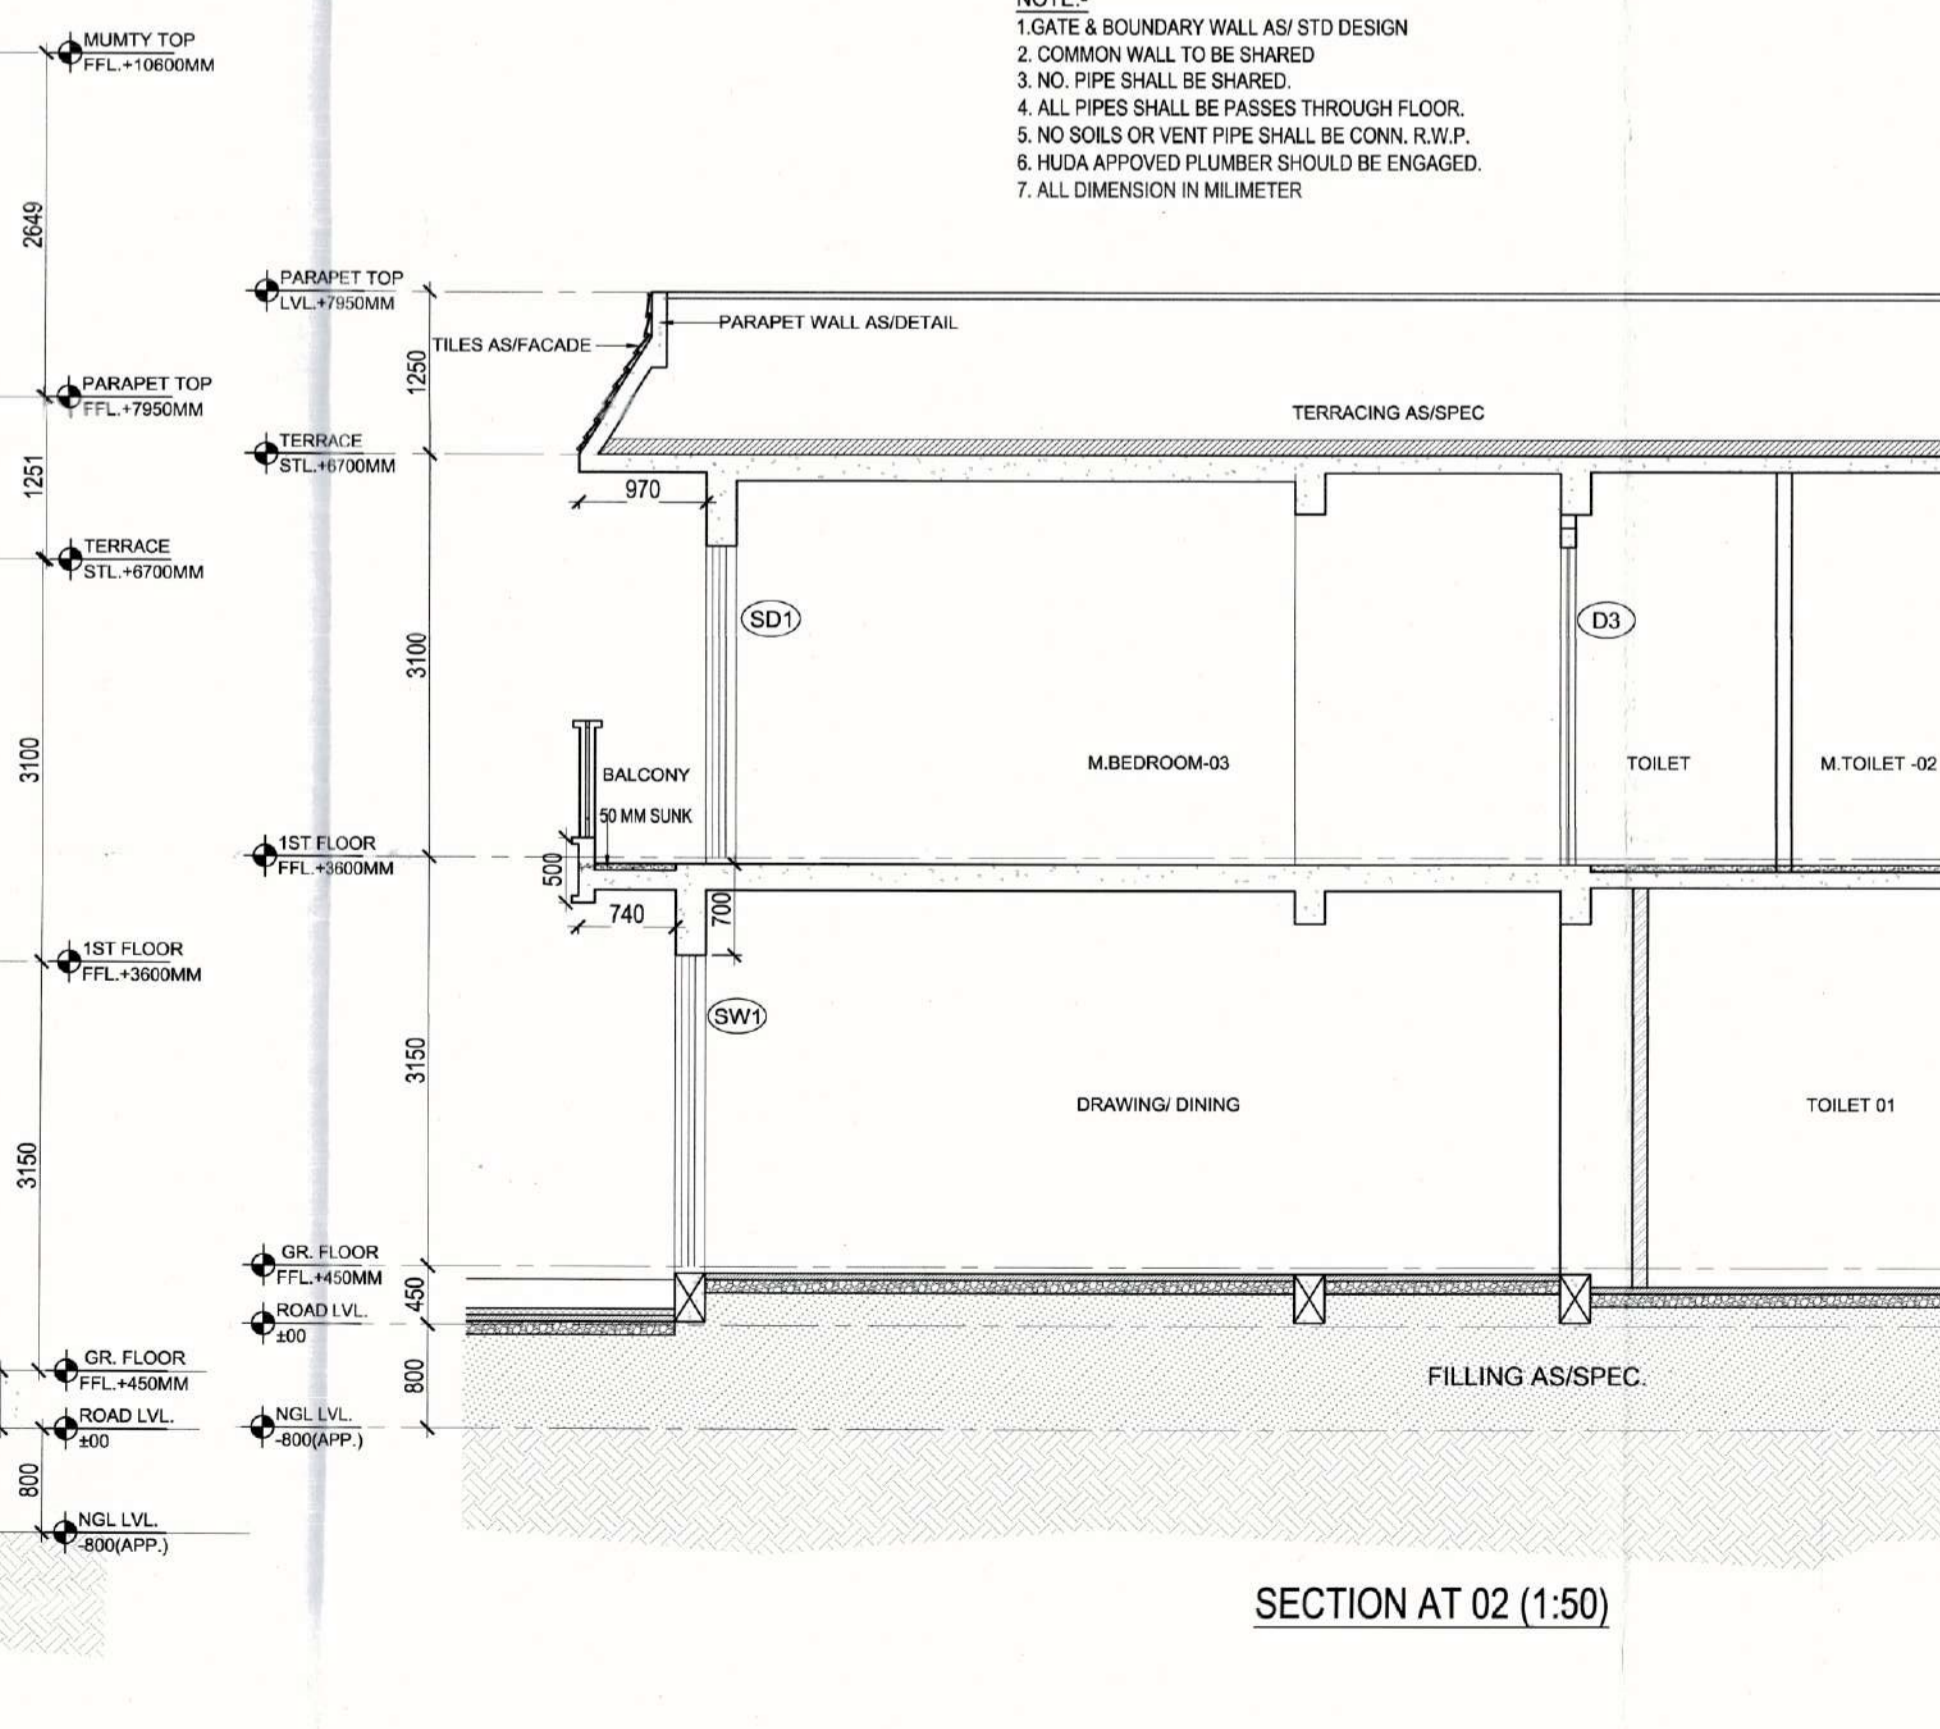 NOTE:-
1.GATE & BOUNDARY WALL AS/ STD DESIGN
2. COMMON WALL TO BE SHARED
3. NO. PIPE SHALL BE SHARED.
4. ALL PIPES SHALL BE PASSES THROUGH FLOOR.
5. NO SOILS OR VENT PIPE SHALL BE CONN. R.W.P.
6. HUDA APPOVED PLUMBER SHOULD BE ENGAGED.
7. ALL DIMENSION IN MILIMETER
MUMTY TOP
FFL.+10600MM
2649
PARAPET TOP
FFL.+7950MM
1251
TERRACE
STL.+6700MM
3100
1ST FLOOR
FFL.+3600MM
3150
GR. FLOOR
FFL.+450MM
ROAD LVL.
±00
800
NGL LVL.
-800(APP.)
PARAPET TOP
LVL.+7950MM
1250
TERRACE
STL.+6700MM
3100
1ST FLOOR
FFL.+3600MM
3150
GR. FLOOR
FFL.+450MM
450
ROAD LVL.
±00
800
NGL LVL.
-800(APP.)
PARAPET WALL AS/DETAIL
TILES AS/FACADE
TERRACING AS/SPEC
970
SD1
D3
M.BEDROOM-03
TOILET
M.TOILET -02
BALCONY
50 MM SUNK
500
740
700
SW1
DRAWING/ DINING
TOILET 01
FILLING AS/SPEC.
SECTION AT 02 (1:50)